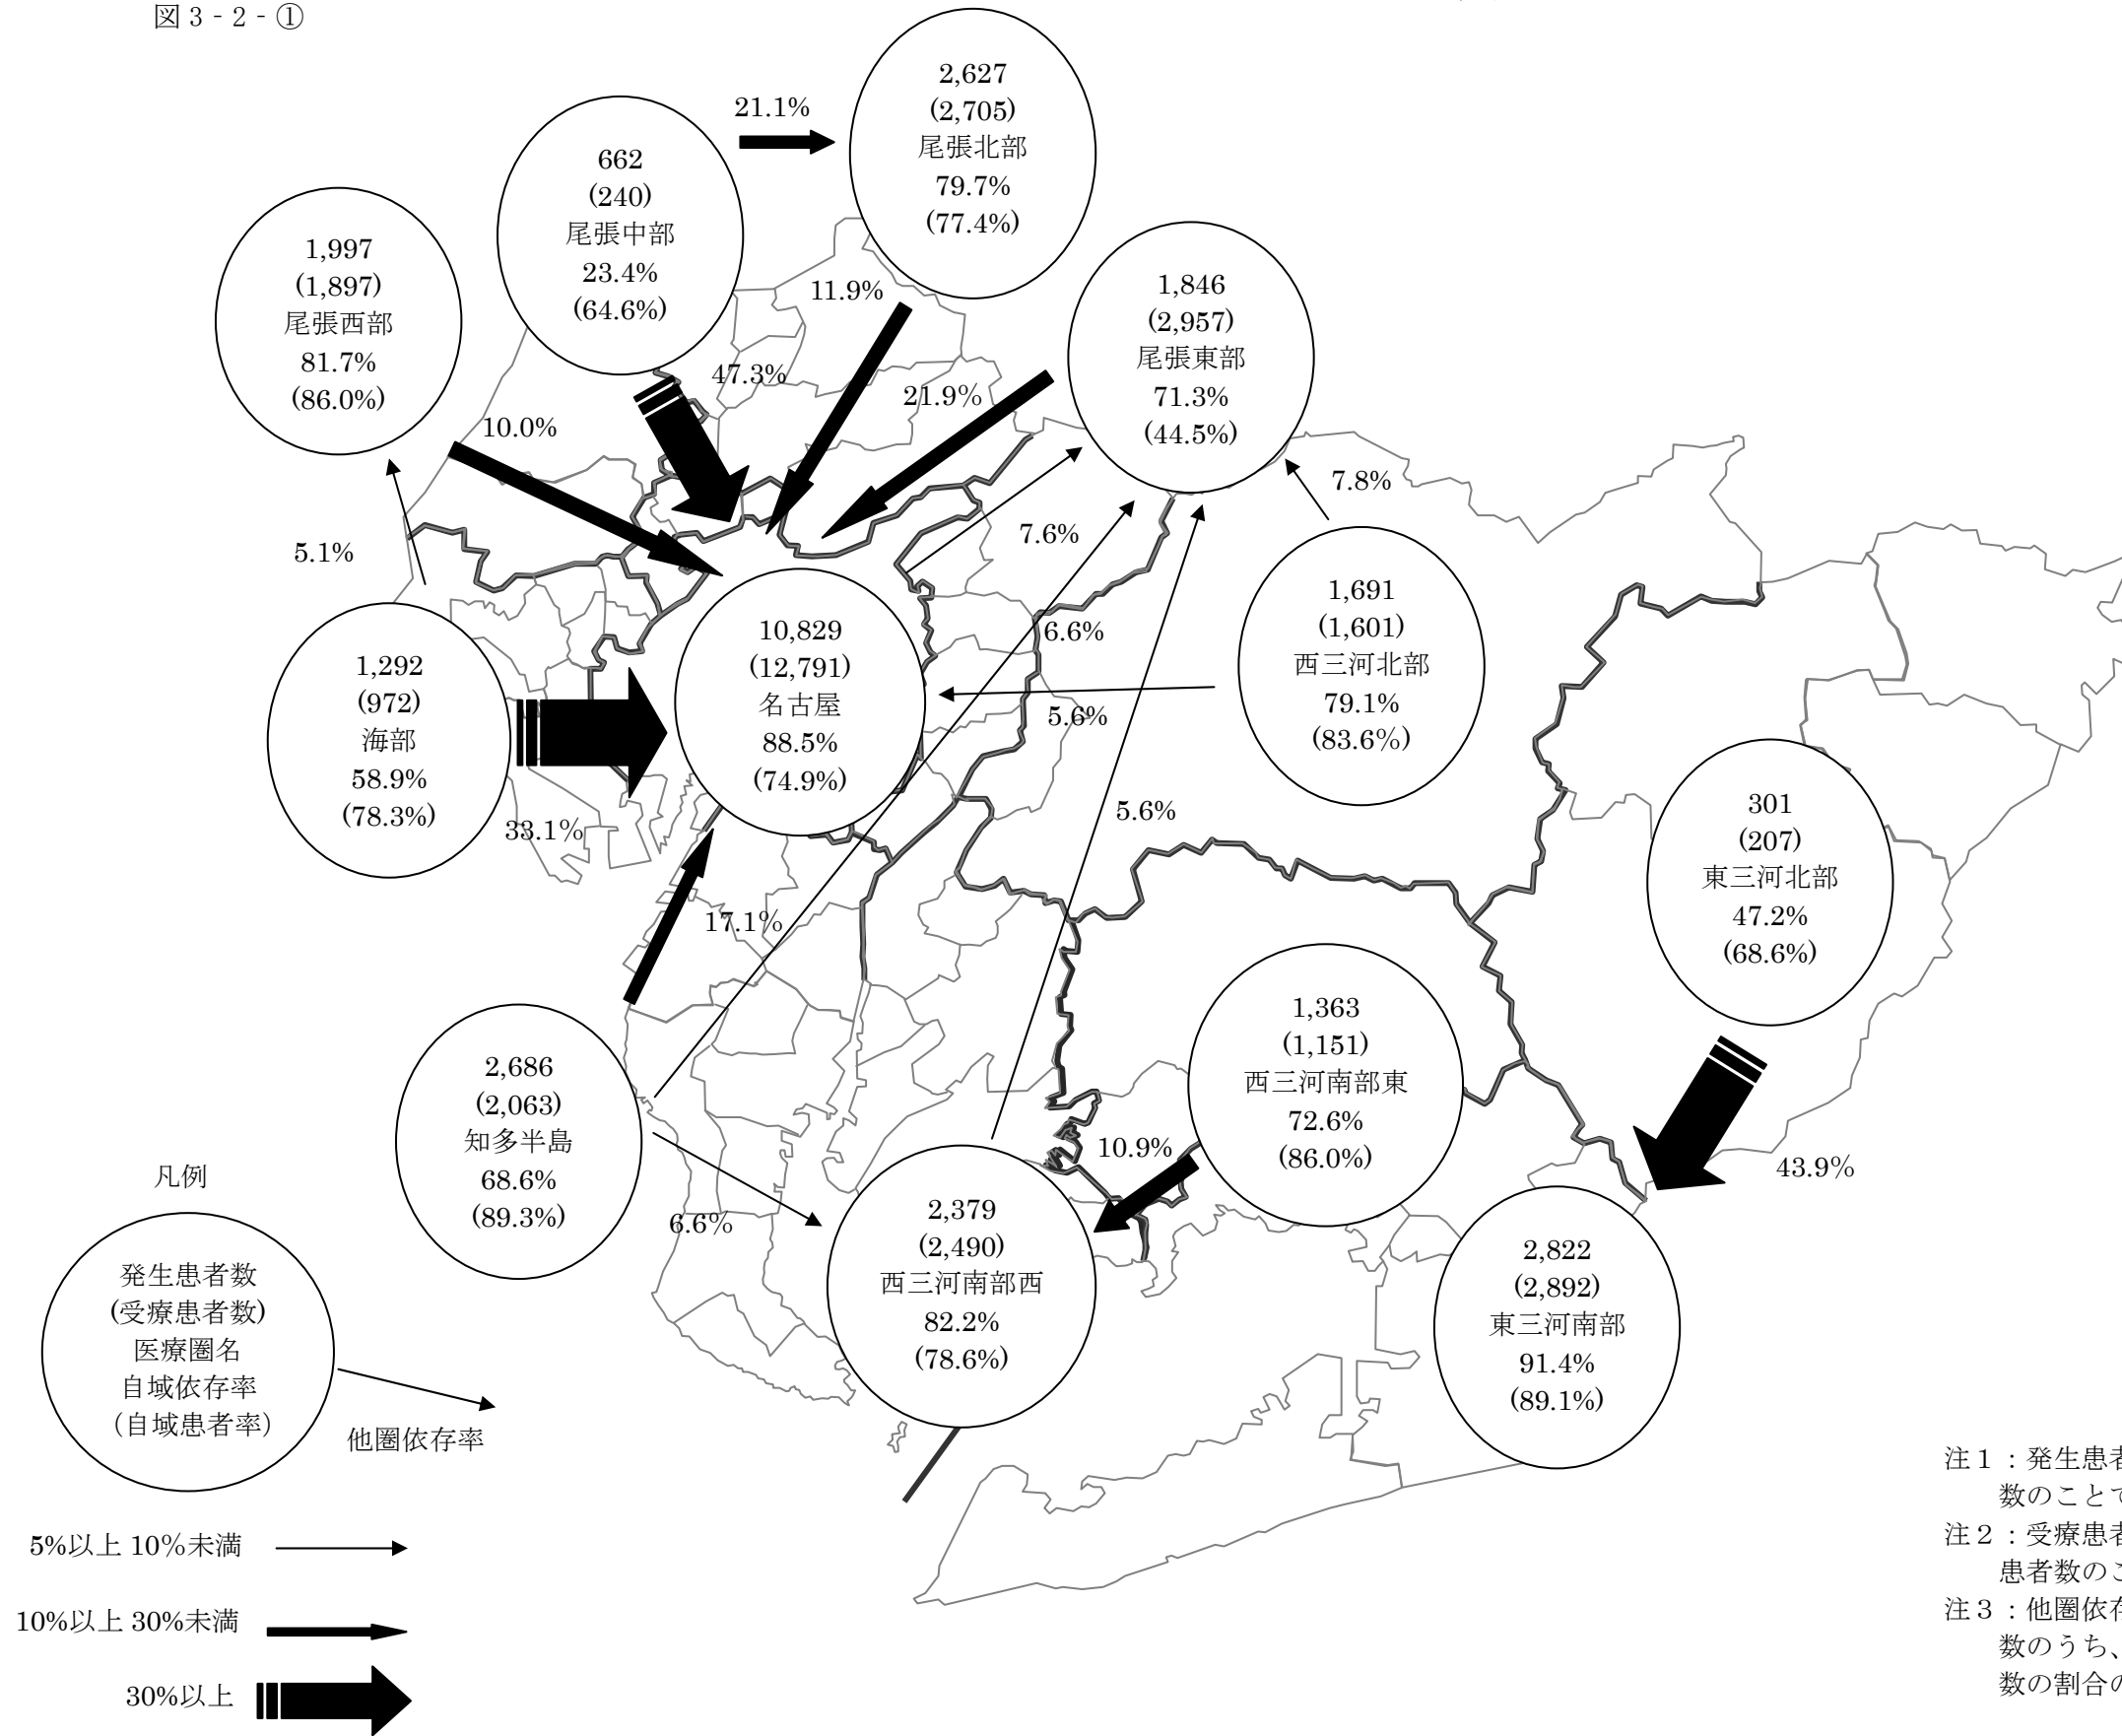 図3-2-①
2,627
(2,705)
尾張北部
79.7%
(77.4%)
21.1%
662
(240)
尾張中部
23.4%
(64.6%)
1,997
(1,897)
尾張西部
81.7%
(86.0%)
1,846
(2,957)
尾張東部
71.3%
(44.5%)
11.9%
47.3%
21.9%
10.0%
7.8%
7.6%
5.1%
1,691
(1,601)
西三河北部
79.1%
(83.6%)
10,829
(12,791)
名古屋
88.5%
(74.9%)
6.6%
5.6%
1,292
(972)
海部
58.9%
(78.3%)
33.1%
5.6%
301
(207)
東三河北部
47.2%
(68.6%)
17.1%
1,363
(1,151)
西三河南部東
72.6%
(86.0%)
2,686
(2,063)
知多半島
68.6%
(89.3%)
10.9%
43.9%
6.6%
2,379
(2,490)
西三河南部西
82.2%
(78.6%)
2,822
(2,892)
東三河南部
91.4%
(89.1%)
凡例
発生患者数
(受療患者数)
医療圏名
自域依存率
（自域患者率）
他圏依存率
5%以上10%未満
10%以上30%未満
30%以上
注１：発生患
数のことで
注２：受療患
患者数の
注３：他圏依
数のうち、
数の割合の